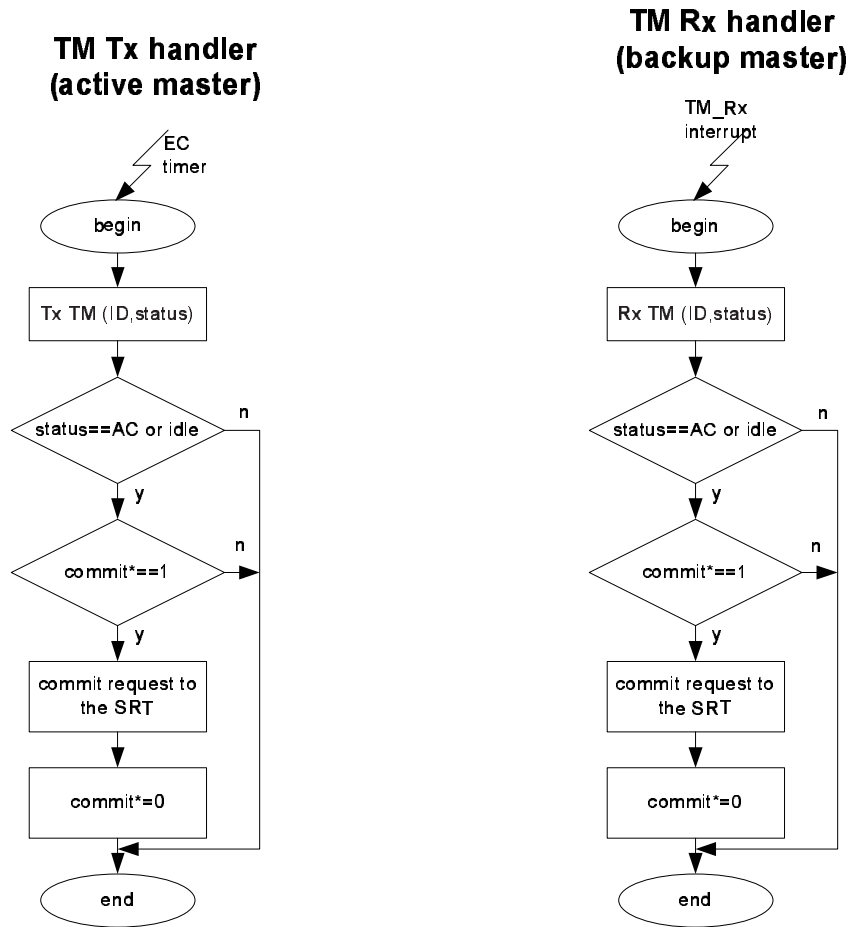 TM Tx handler
(active master)
EC
timer
begin
Tx TM (ID,status)
status==AC or idle
n
y
commit*==1
n
y
commit request to
the SRT
commit*=0
end
TM Rx handler
(backup master)
TM_Rx
interrupt
begin
Rx TM (ID,status)
status==AC or idle
n
y
commit*==1
n
y
commit request to
the SRT
commit*=0
end